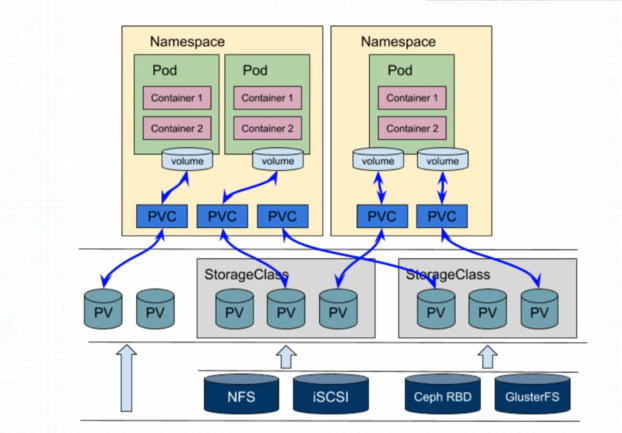 Namespace
Namespace
Pod
Pod
Pod
Container 1
Container 1
Container 1
Container 2
Container 2
Container 2
volume
volume
volume
volume
PVC
PVC
PVC
PVC
PVC
StorageClass
StorageClass
PV
PV
PV
PV
PV
PV
PV
PV
NFS
iSCSI
Ceph RBD
GlusterFS